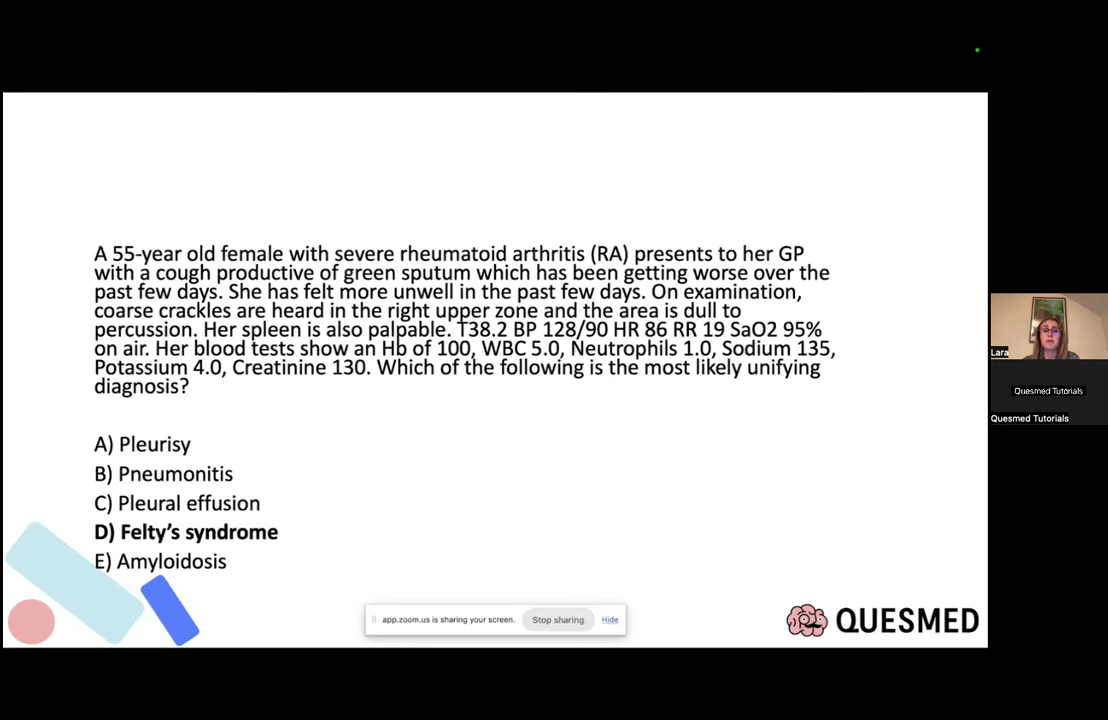 A 55-year old female with severe rheumatoid arthritis (RA) presents to her GP
with a cough productive of green sputum which has been getting worse over the
past few days. She has felt more unwell in the past few days. On examination,
coarse crackles are heard in the right upper zone and the area is dull to
percussion. Her spleen is also palpable. T38.2 BP 128/90 HR 86 RR 19 SaO2 95%
on air. Her blood tests show an Hb of 100, WBC 5.0, Neutrophils 1.0, Sodium 135,
Potassium 4.0, Creatinine 130. Which of the following is the most likely unifying
diagnosis?
A) Pleurisy
B) Pneumonitis
C) Pleural effusion
D) Felty's syndrome
E) Amyloidosis
app.zoom.us is sharing your screen. Stop sharing Hide
QUESMED
Lara
Quesmed Tutorials
Quesmed Tutorials